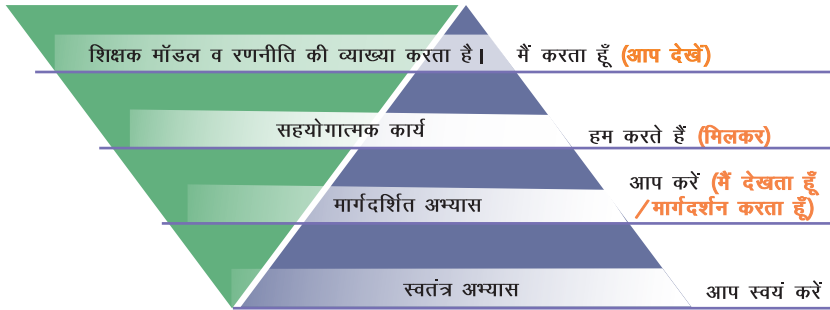 शिक्षक मॉडल व रणनीति की व्याख्या करता है। मैं करता हूँ (आप देखें)
सहयोगात्मक कार्य हम करते हैं (मिलकर)
मार्गदर्शित अभ्यास आप करें (मैं देखता हूँ
/मार्गदर्शन करता हूँ)
स्वतंत्र अभ्यास आप स्वयं करें